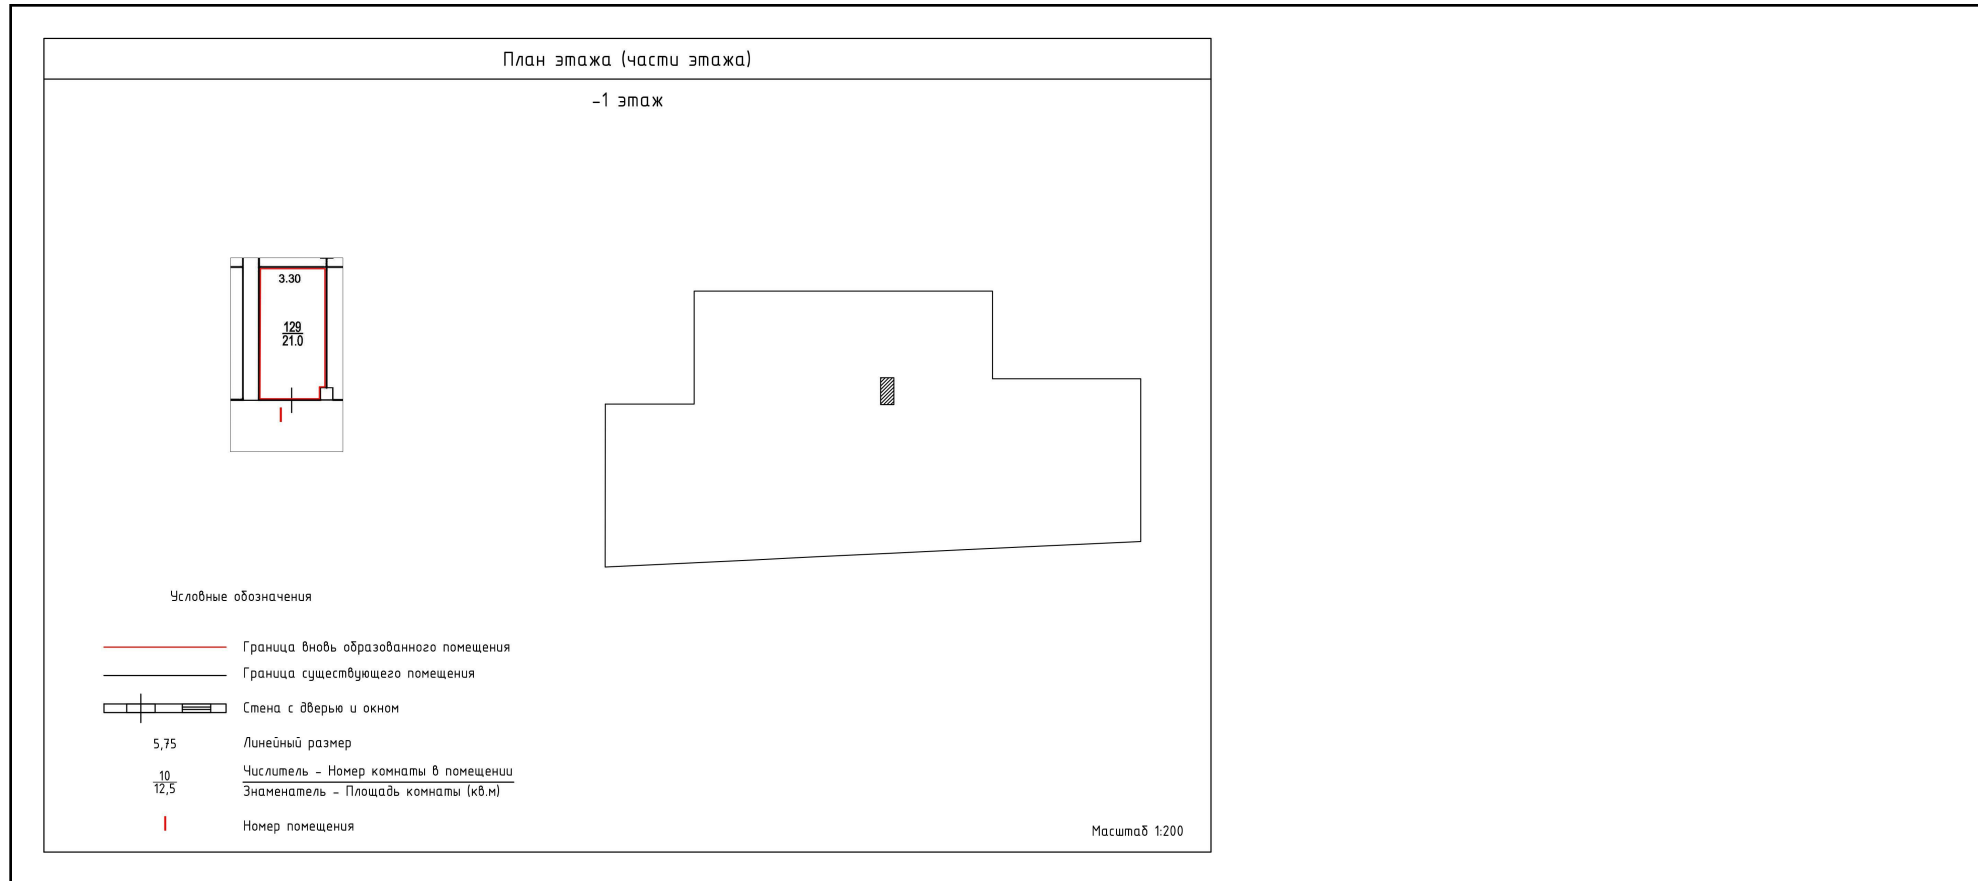 План этажа (части этажа)
-1 этаж
3.30
129
21.0
I
Условные обозначения
Граница вновь образованного помещения
Граница существующего помещения
Стена с дверью и окном
5,75 Линейный размер
10 Числитель - Номер комнаты в помещении
12,5 Знаменатель - Площадь комнаты (кв.м)
I Номер помещения
Масштаб 1:200